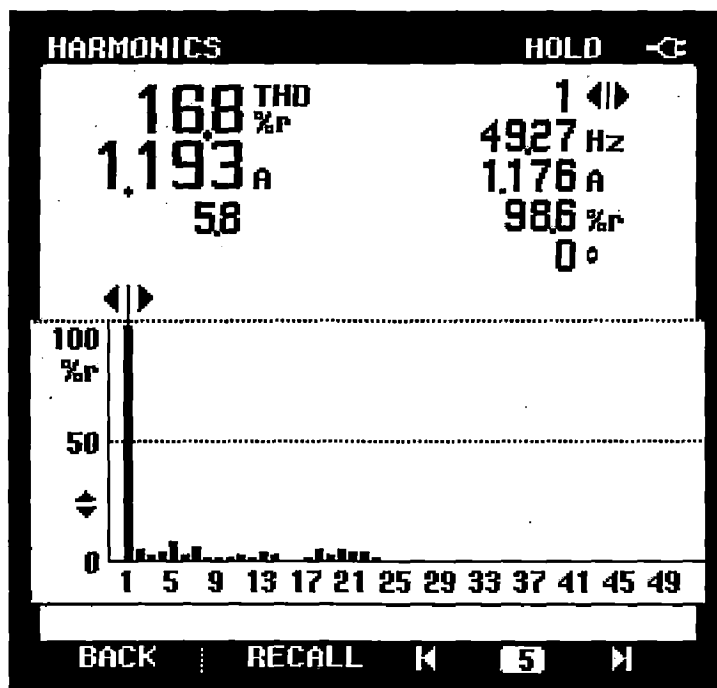 HARMONICS HOLD
16.8 THD %r 1
1.193 A 49.27 Hz
5.8 1.176 A
98.6 %r
0 °
100
%r
50
0
1 5 9 13 17 21 25 29 33 37 41 45 49
BACK RECALL 5